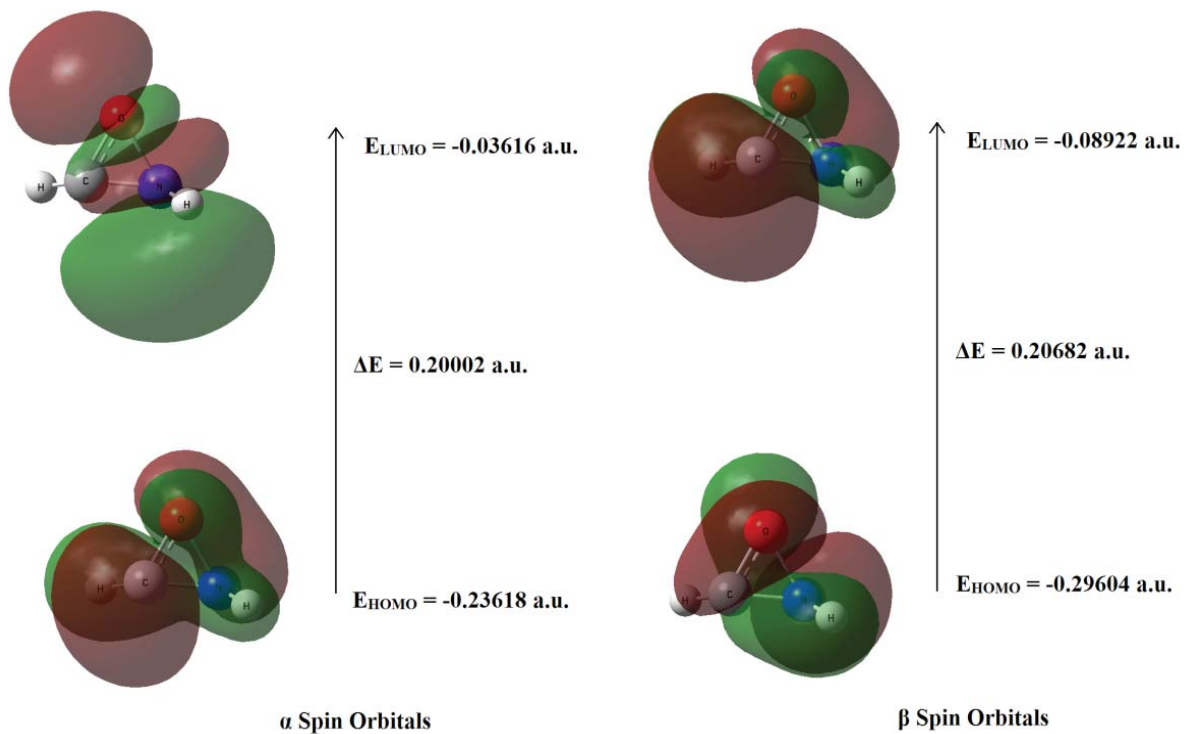 O
H
C
N
H
E_LUMO = -0.03616 a.u.
ΔE = 0.20002 a.u.
O
H
C
N
H
E_HOMO = -0.23618 a.u.
α Spin Orbitals
O
H
C
N
H
E_LUMO = -0.08922 a.u.
ΔE = 0.20682 a.u.
O
H
C
N
H
E_HOMO = -0.29604 a.u.
β Spin Orbitals